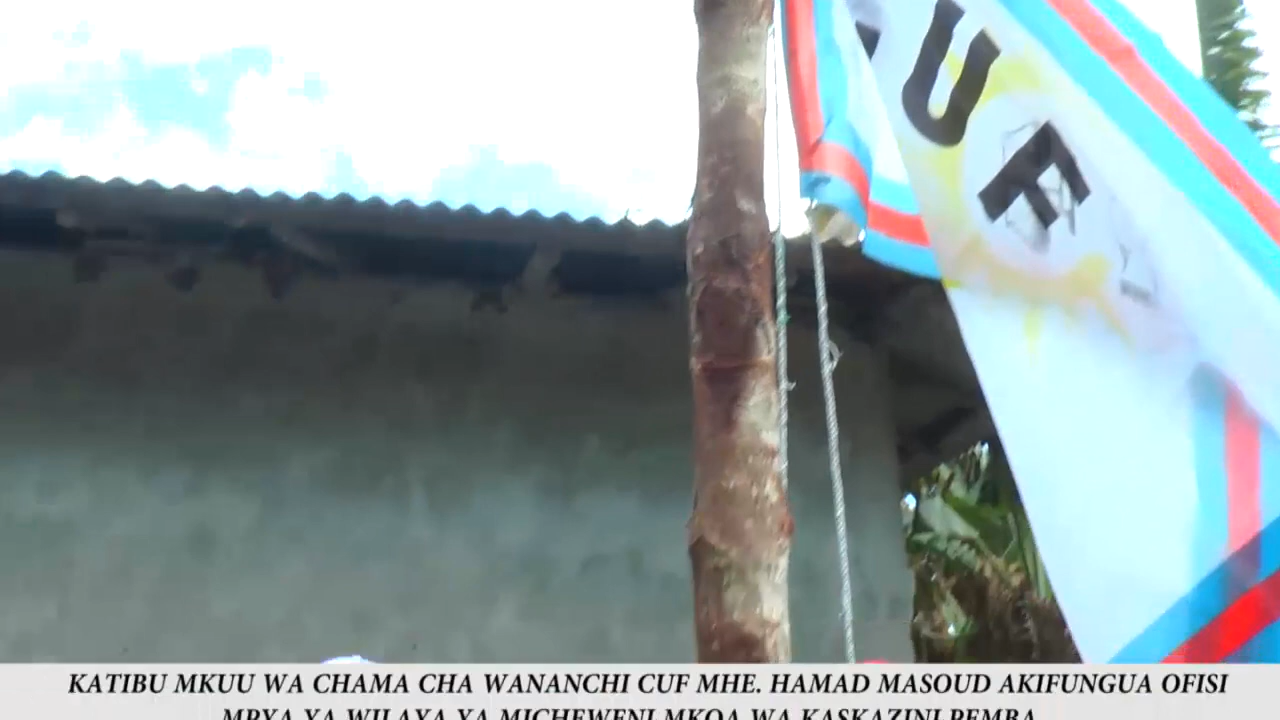 UF
KATIBU MKUU WA CHAMA CHA WANANCHI CUF MHE. HAMAD MASOUD AKIFUNGUA OFISI
MPYA YA WILAYA YA MICHEWENI MKOA WA KASKAZINI PEMBA